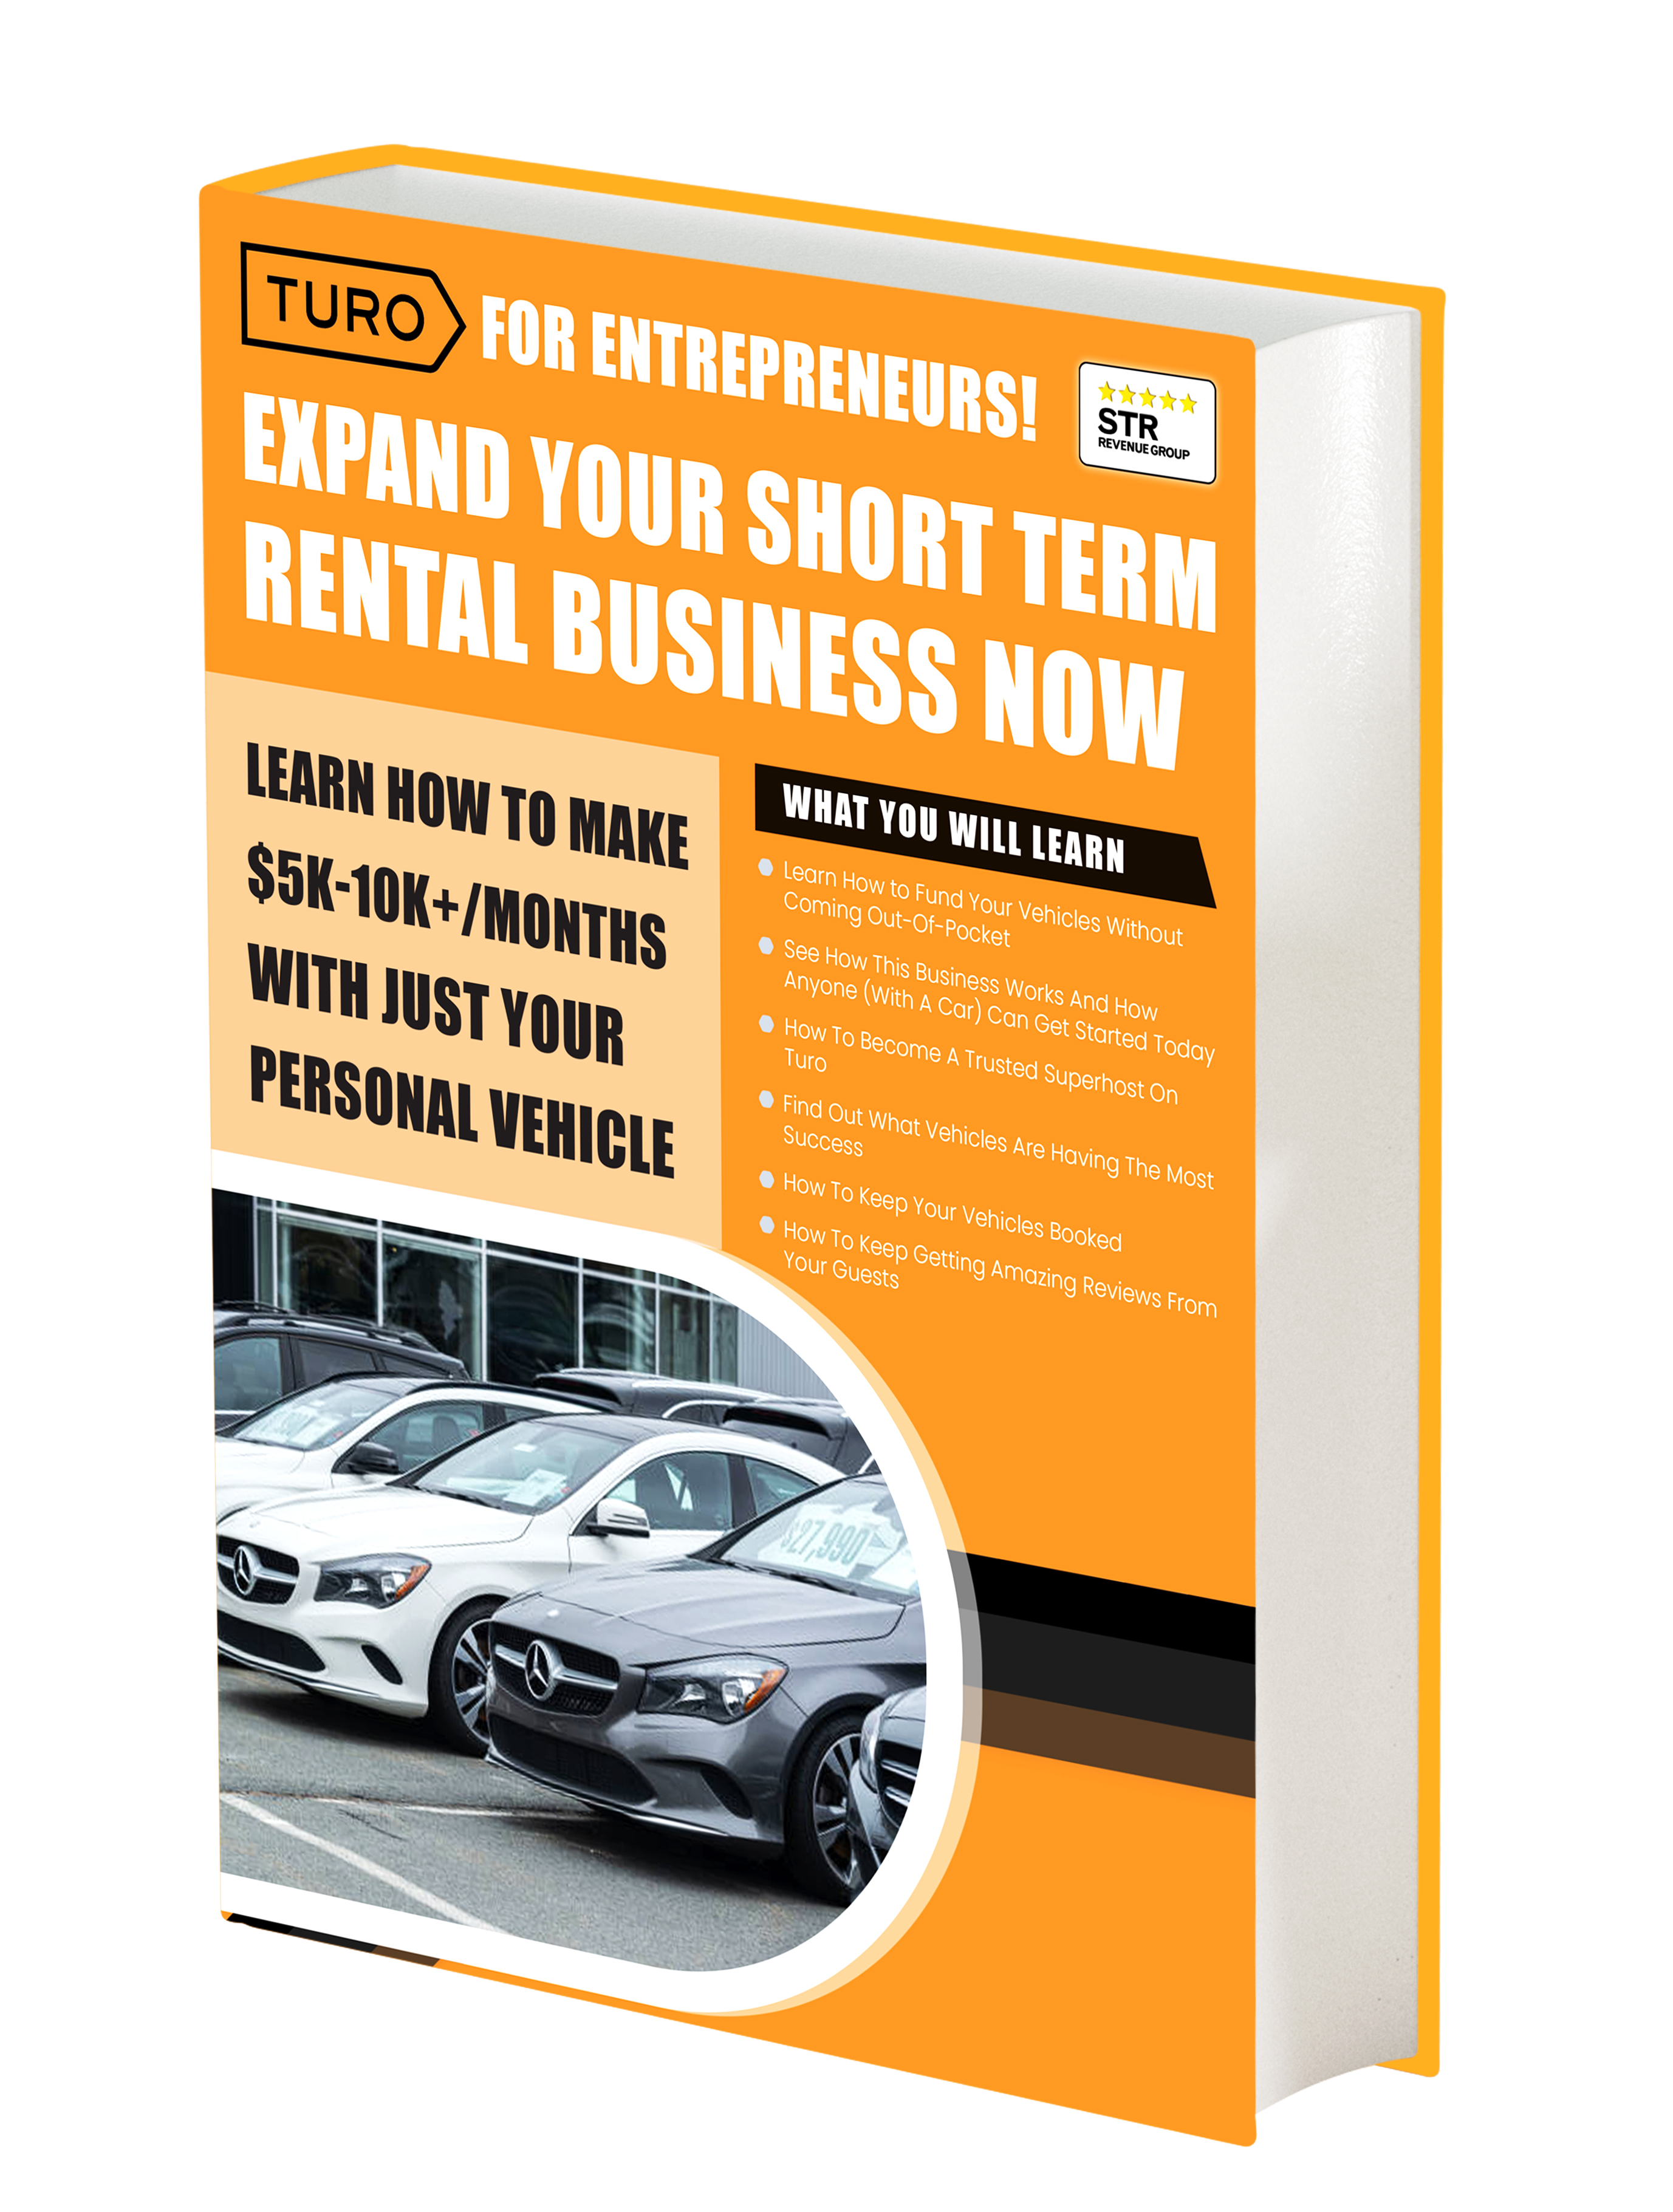 TURO
FOR ENTREPRENEURS!
STR
REVENUE GROUP
EXPAND YOUR SHORT TERM
RENTAL BUSINESS NOW
LEARN HOW TO MAKE
$5K-10K+/MONTHS
WITH JUST YOUR
PERSONAL VEHICLE
WHAT YOU WILL LEARN
Learn How to Fund Your Vehicles Without
Coming Out-Of-Pocket
See How This Business Works And How
Anyone (With A Car) Can Get Started Today
How To Become A Trusted Superhost On
Turo
Find Out What Vehicles Are Having The Most
Success
How To Keep Your Vehicles Booked
How To Keep Getting Amazing Reviews From
Your Guests
$27,990